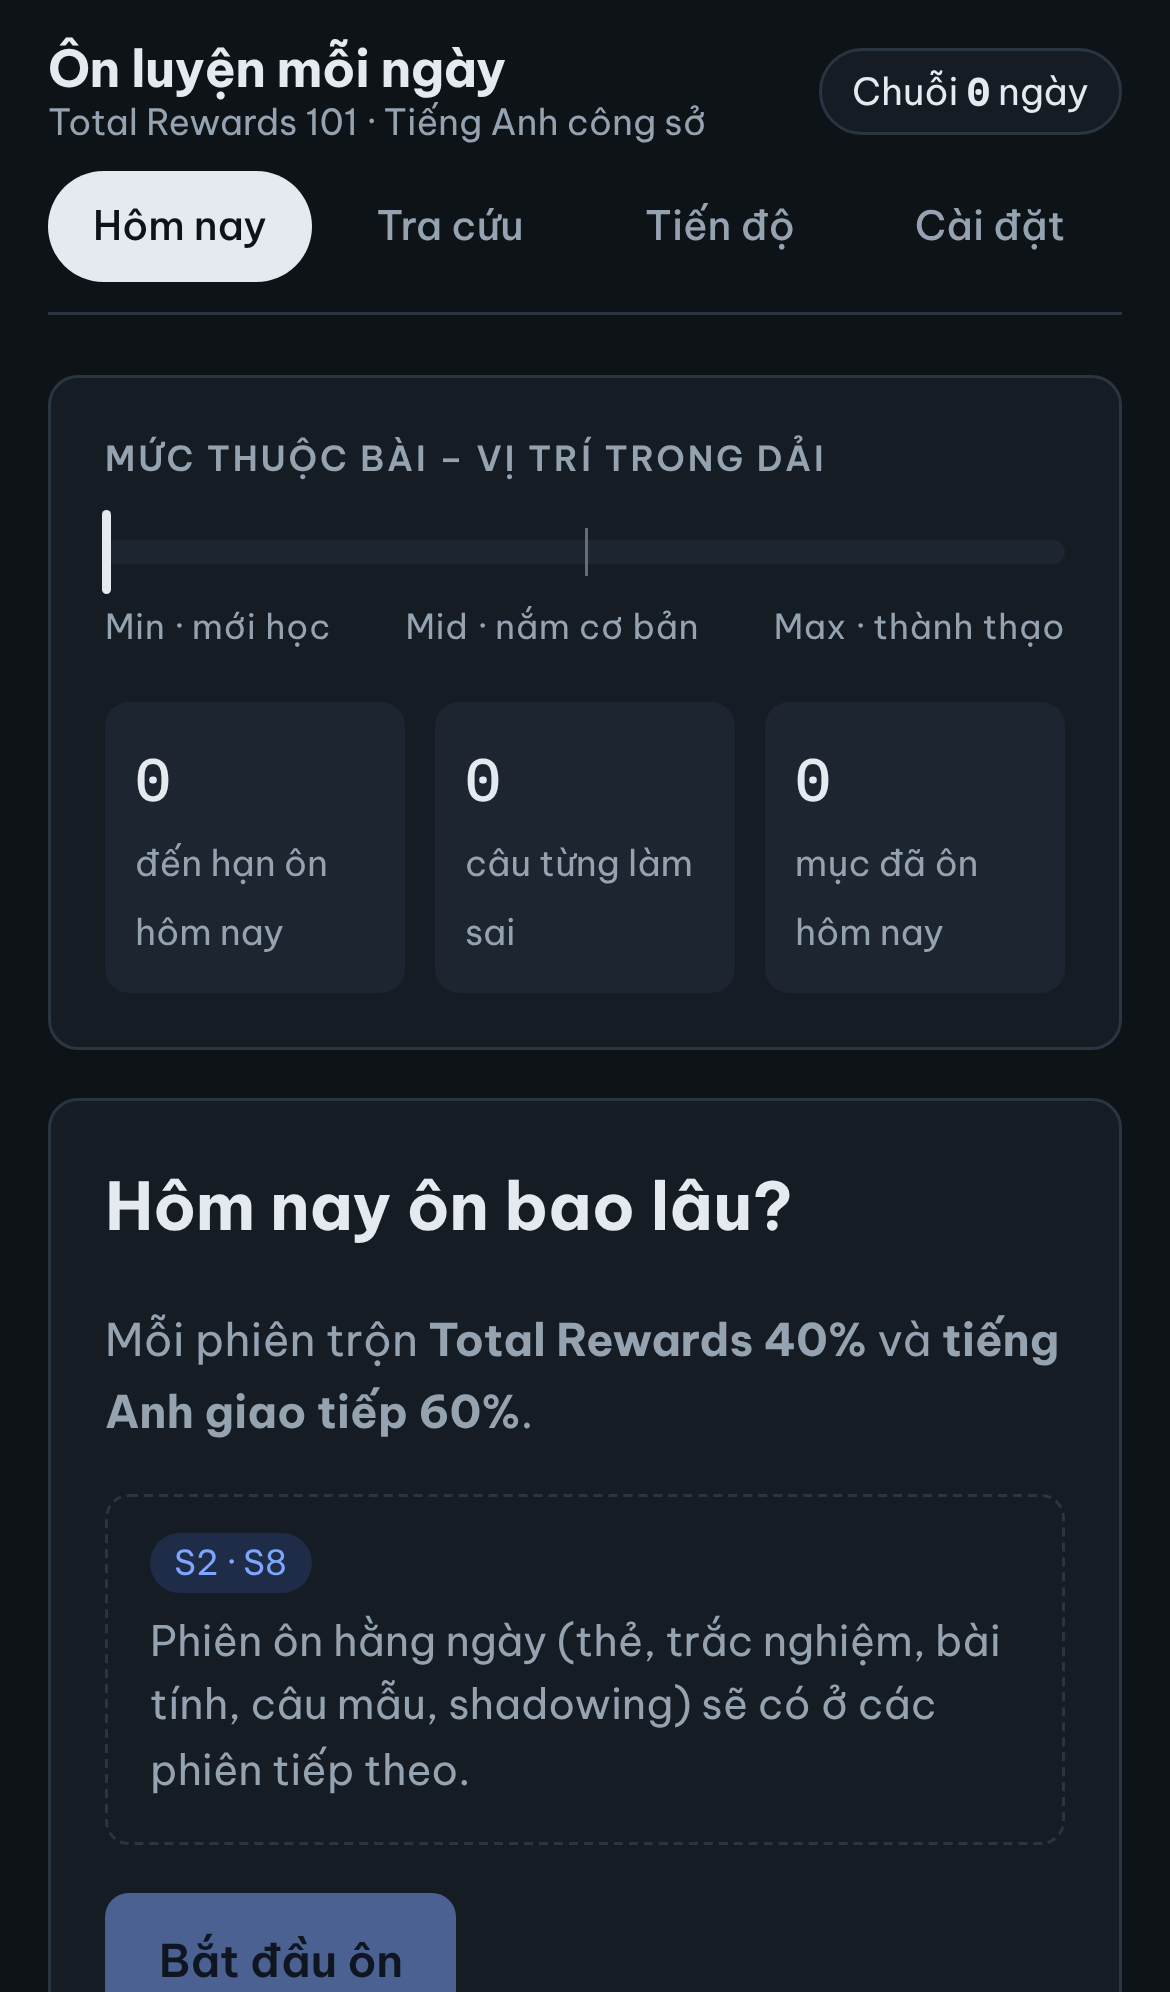 Ôn luyện mỗi ngày
Total Rewards 101 · Tiếng Anh công sở
Chuỗi 0 ngày
Hôm nay
Tra cứu
Tiến độ
Cài đặt
MỨC THUỘC BÀI – VỊ TRÍ TRONG DẢI
Min · mới học
Mid · nắm cơ bản
Max · thành thạo
0
đến hạn ôn
hôm nay
0
câu từng làm
sai
0
mục đã ôn
hôm nay
Hôm nay ôn bao lâu?
Mỗi phiên trộn Total Rewards 40% và tiếng
Anh giao tiếp 60%.
S2 · S8
Phiên ôn hằng ngày (thẻ, trắc nghiệm, bài
tính, câu mẫu, shadowing) sẽ có ở các
phiên tiếp theo.
Bắt đầu ôn